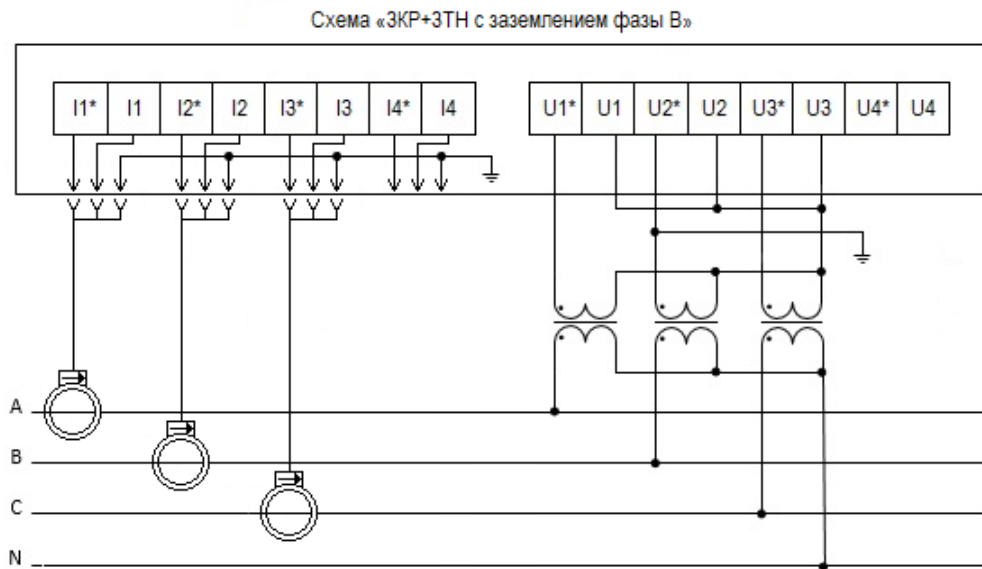 Схема «3КР+3ТН с заземлением фазы В»
I1* I1 I2* I2 I3* I3 I4* I4 U1* U1 U2* U2 U3* U3 U4* U4
A
B
C
N